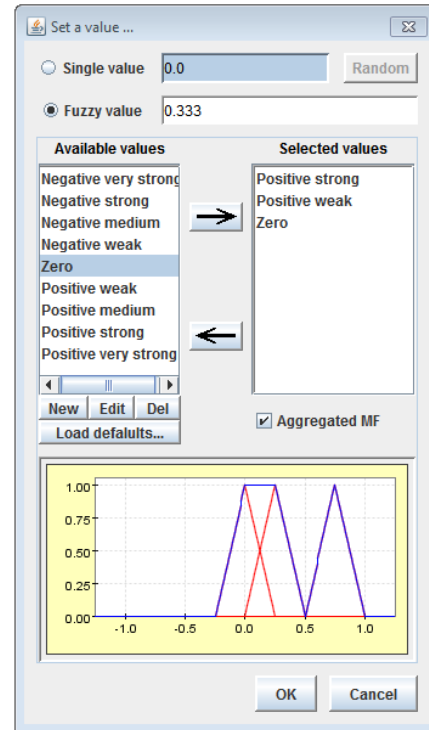 Set a value ...
Single value 0.0 Random
Fuzzy value 0.333
Available values
Negative very strong
Negative strong
Negative medium
Negative weak
Zero
Positive weak
Positive medium
Positive strong
Positive very strong
New Edit Del
Load defalults...
Selected values
Positive strong
Positive weak
Zero
Aggregated MF
1.00
0.75
0.50
0.25
0.00
-1.0 -0.5 0.0 0.5 1.0
OK Cancel